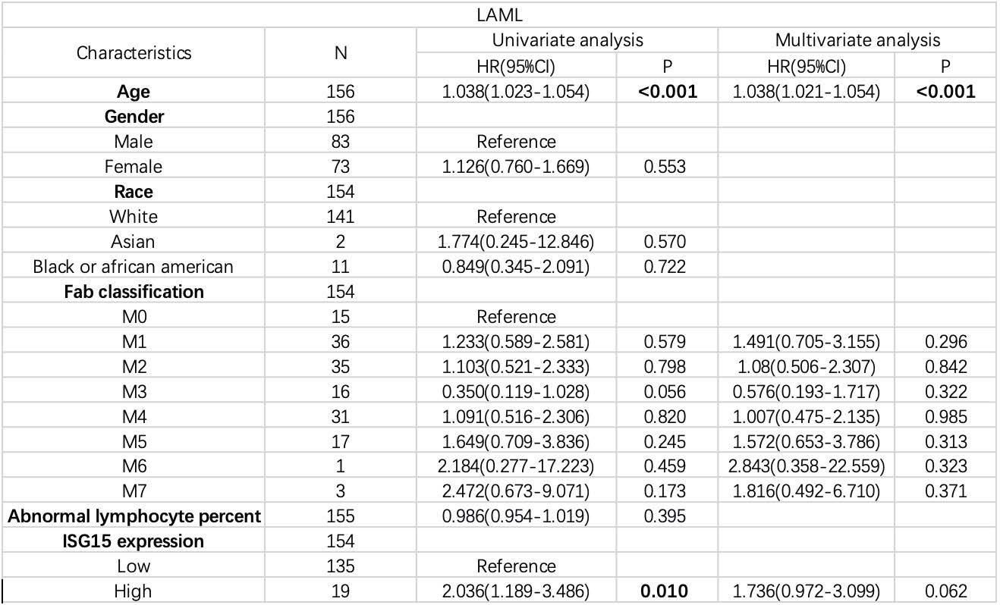 LAML
Characteristics N Univariate analysis Multivariate analysis
HR(95%CI) P HR(95%CI) P
Age 156 1.038(1.023-1.054) <0.001 1.038(1.021-1.054) <0.001
Gender 156
Male 83 Reference
Female 73 1.126(0.760-1.669) 0.553
Race 154
White 141 Reference
Asian 2 1.774(0.245-12.846) 0.570
Black or african american 11 0.849(0.345-2.091) 0.722
Fab classification 154
M0 15 Reference
M1 36 1.233(0.589-2.581) 0.579 1.491(0.705-3.155) 0.296
M2 35 1.103(0.521-2.333) 0.798 1.08(0.506-2.307) 0.842
M3 16 0.350(0.119-1.028) 0.056 0.576(0.193-1.717) 0.322
M4 31 1.091(0.516-2.306) 0.820 1.007(0.475-2.135) 0.985
M5 17 1.649(0.709-3.836) 0.245 1.572(0.653-3.786) 0.313
M6 1 2.184(0.277-17.223) 0.459 2.843(0.358-22.559) 0.323
M7 3 2.472(0.673-9.071) 0.173 1.816(0.492-6.710) 0.371
Abnormal lymphocyte percent 155 0.986(0.954-1.019) 0.395
ISG15 expression 154
Low 135 Reference
High 19 2.036(1.189-3.486) 0.010 1.736(0.972-3.099) 0.062